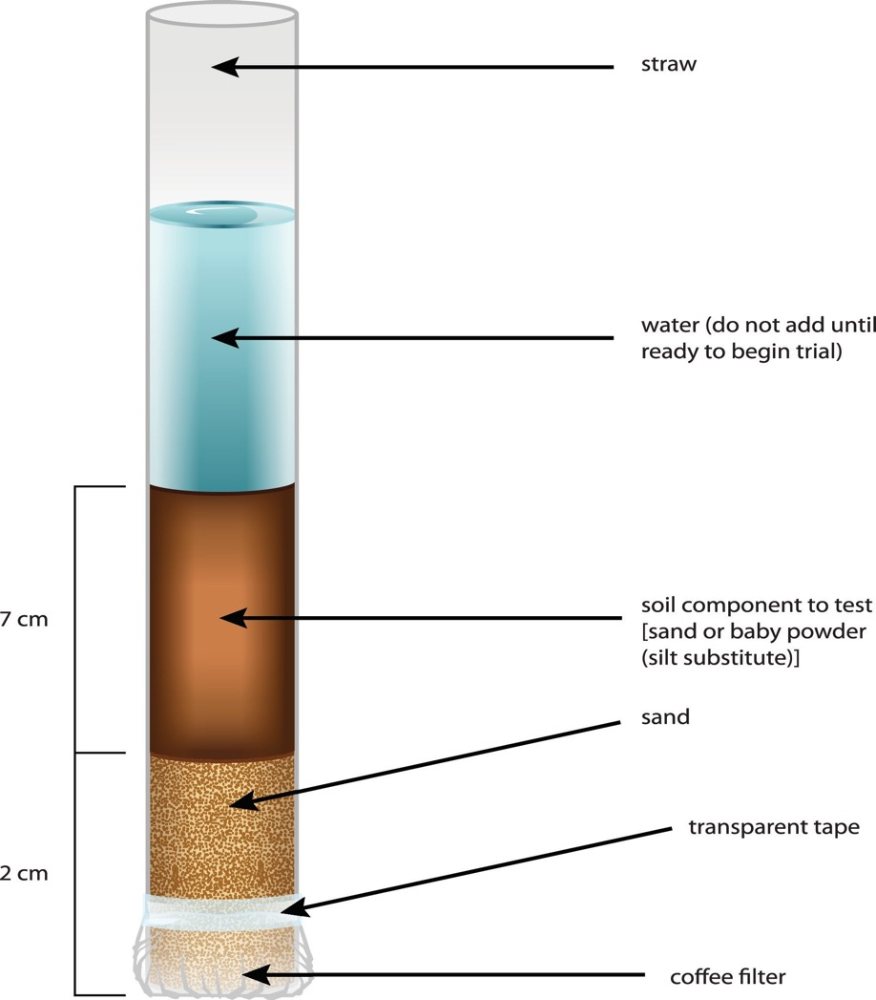 straw
water (do not add until
ready to begin trial)
7 cm
soil component to test
[sand or baby powder
(silt substitute)]
sand
transparent tape
2 cm
coffee filter